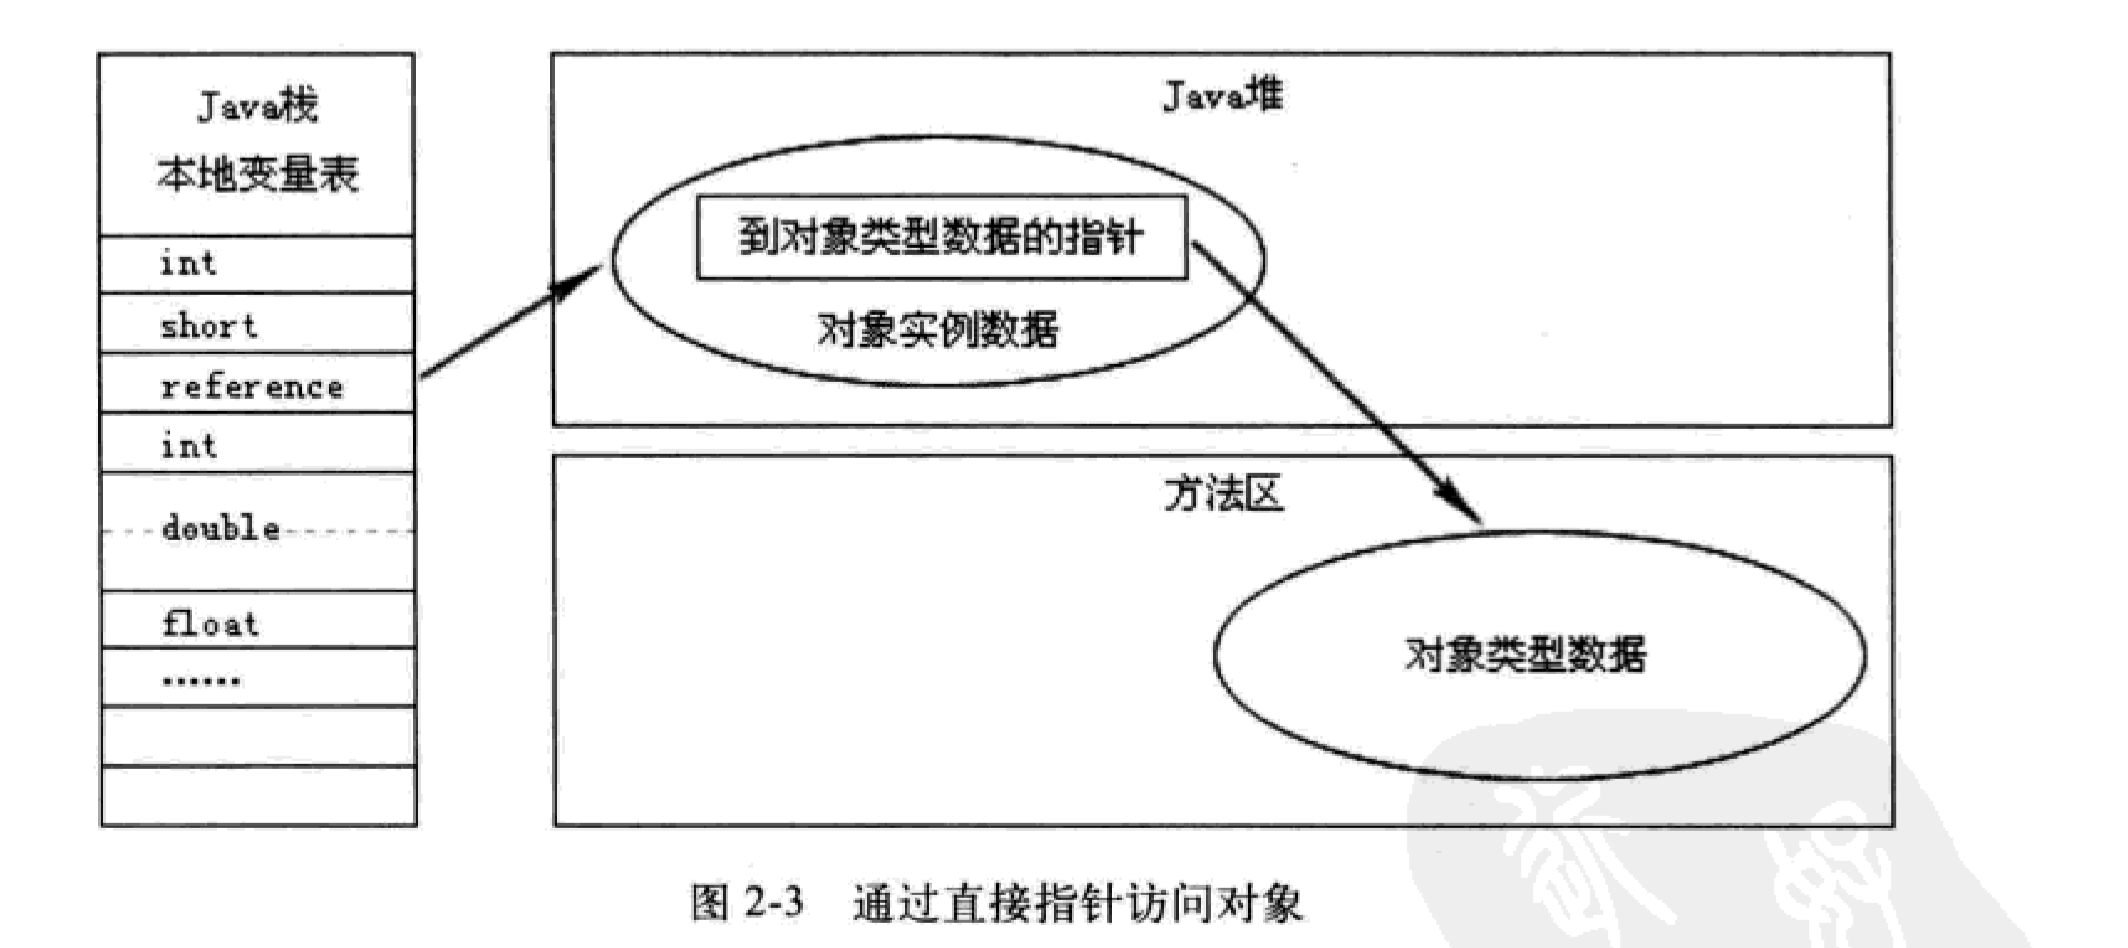 Java栈
本地变量表
int
short
reference
int
double
float
······
Java堆
到对象类型数据的指针
对象实例数据
方法区
对象类型数据
图 2-3 通过直接指针访问对象